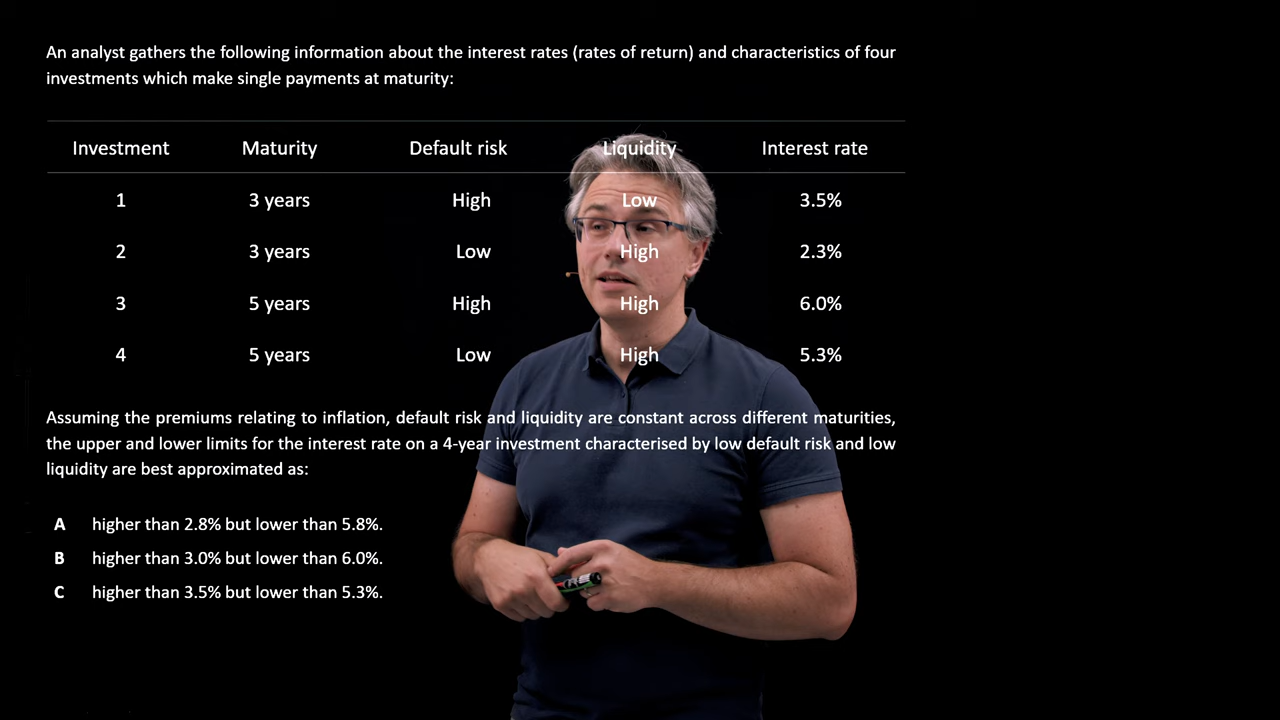 An analyst gathers the following information about the interest rates (rates of return) and characteristics of four
investments which make single payments at maturity:
Investment Maturity Default risk Liquidity Interest rate
1 3 years High Low 3.5%
2 3 years Low High 2.3%
3 5 years High High 6.0%
4 5 years Low High 5.3%
Assuming the premiums relating to inflation, default risk and liquidity are constant across different maturities,
the upper and lower limits for the interest rate on a 4-year investment characterised by low default risk and low
liquidity are best approximated as:
A higher than 2.8% but lower than 5.8%.
B higher than 3.0% but lower than 6.0%.
C higher than 3.5% but lower than 5.3%.